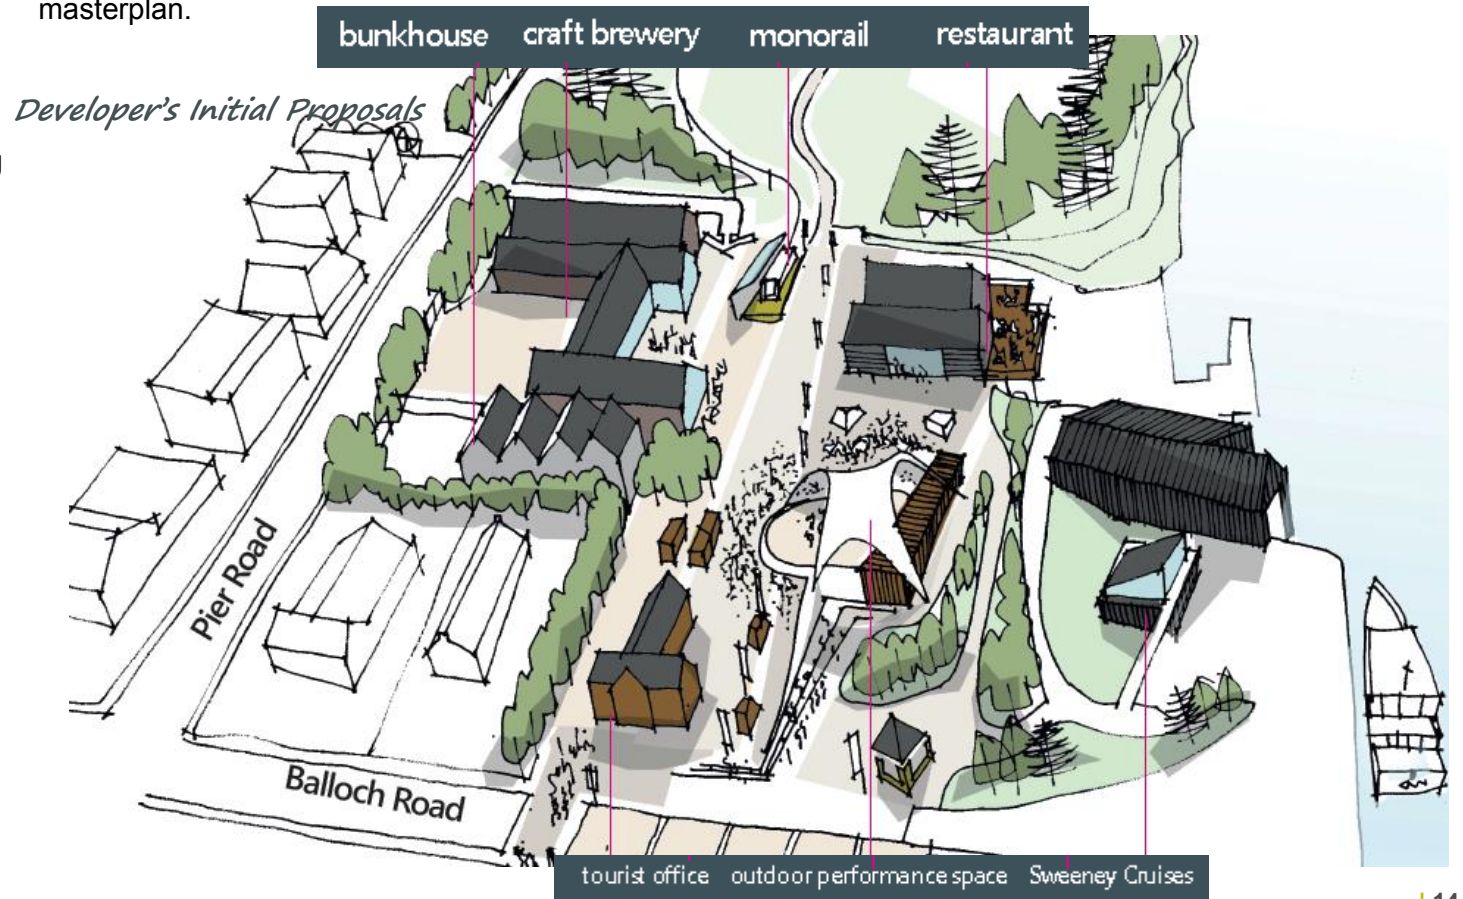 masterplan.
bunkhouse craft brewery monorail restaurant
Developer's Initial Proposals
Pier Road
Balloch Road
tourist office outdoor performance space Sweeney Cruises